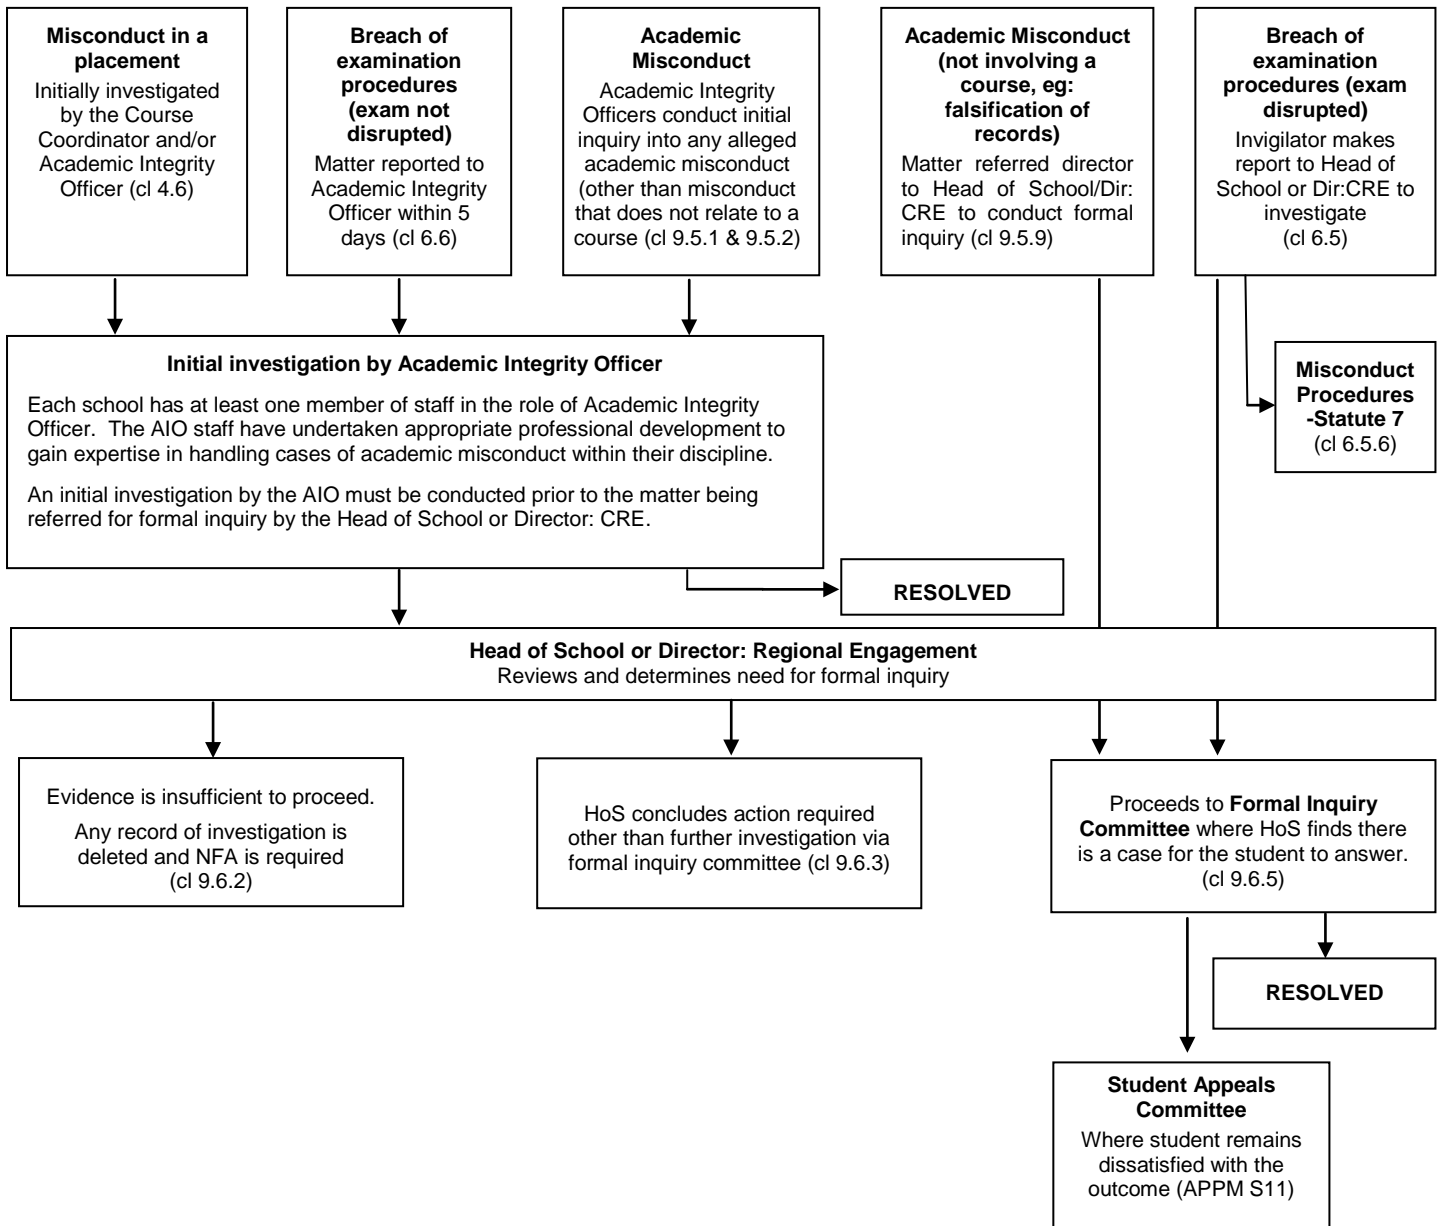 Misconduct in a
placement
Initially investigated
by the Course
Coordinator and/or
Academic Integrity
Officer (cl 4.6)
Breach of
examination
procedures
(exam not
disrupted)
Matter reported to
Academic Integrity
Officer within 5
days (cl 6.6)
Academic
Misconduct
Academic Integrity
Officers conduct initial
inquiry into any alleged
academic misconduct
(other than misconduct
that does not relate to a
course (cl 9.5.1 & 9.5.2)
Academic Misconduct
(not involving a
course, eg:
falsification of
records)
Matter referred director
to Head of School/Dir:
CRE to conduct formal
inquiry (cl 9.5.9)
Breach of
examination
procedures (exam
disrupted)
Invigilator makes
report to Head of
School or Dir:CRE to
investigate
(cl 6.5)
Initial investigation by Academic Integrity Officer
Each school has at least one member of staff in the role of Academic Integrity
Officer.  The AIO staff have undertaken appropriate professional development to
gain expertise in handling cases of academic misconduct within their discipline.
An initial investigation by the AIO must be conducted prior to the matter being
referred for formal inquiry by the Head of School or Director: CRE.
Misconduct
Procedures
-Statute 7
(cl 6.5.6)
RESOLVED
Head of School or Director: Regional Engagement
Reviews and determines need for formal inquiry
Evidence is insufficient to proceed.
Any record of investigation is
deleted and NFA is required
(cl 9.6.2)
HoS concludes action required
other than further investigation via
formal inquiry committee (cl 9.6.3)
Proceeds to Formal Inquiry
Committee where HoS finds there
is a case for the student to answer.
(cl 9.6.5)
RESOLVED
Student Appeals
Committee
Where student remains
dissatisfied with the
outcome (APPM S11)